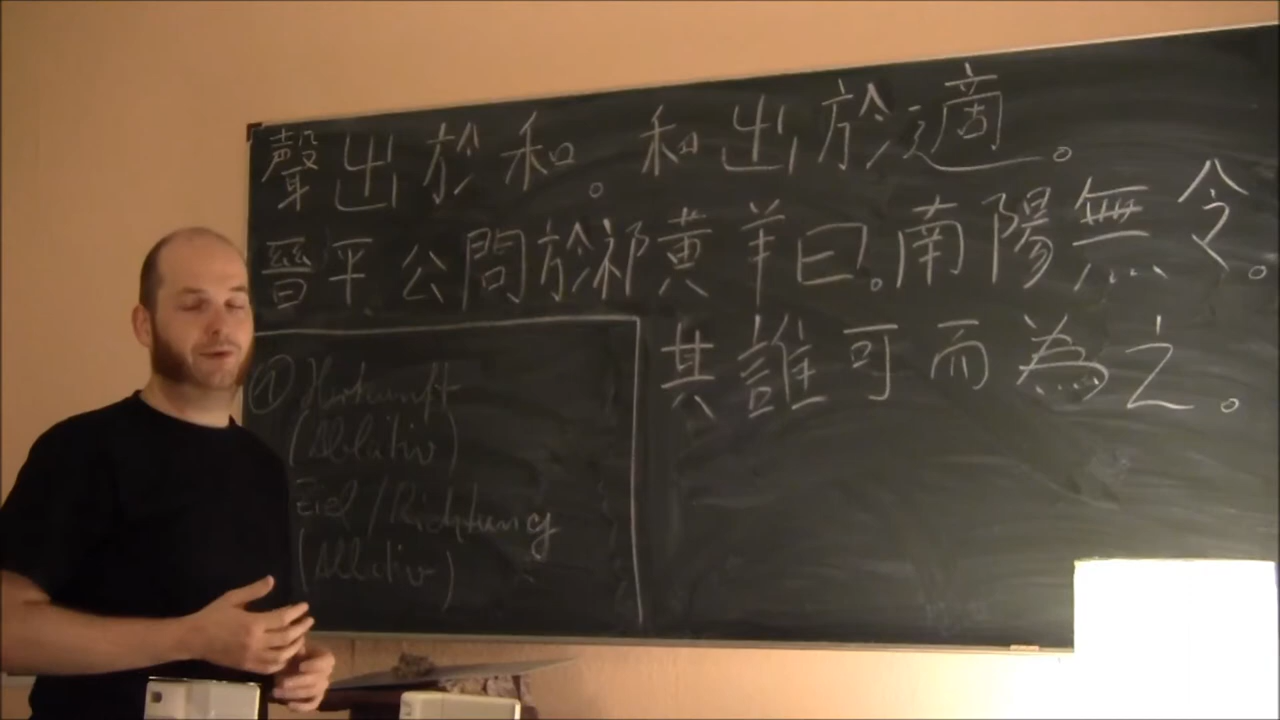 聲出於和。和出於適。
晉平公問於祁黃羊曰。南陽無令。
其誰可而為之。
① Herkunft
(Ablativ)
Ziel/Richtung
(Allativ)